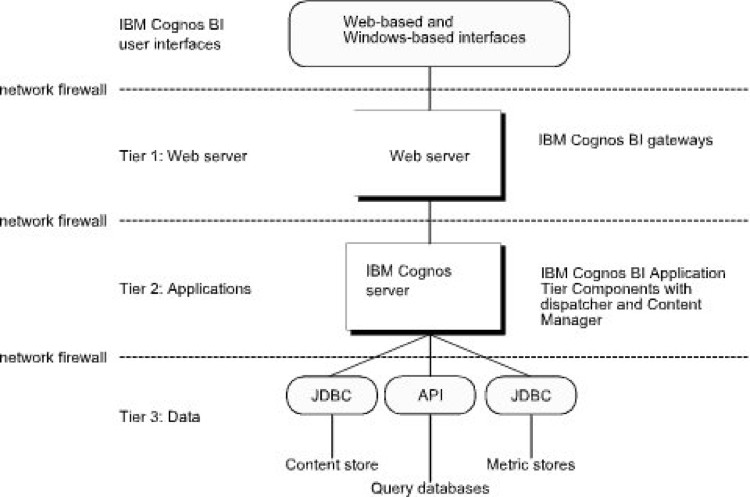 IBM Cognos BI
user interfaces
Web-based and
Windows-based interfaces
network firewall
Tier 1: Web server
Web server
IBM Cognos BI gateways
network firewall
Tier 2: Applications
IBM Cognos
server
IBM Cognos BI Application
Tier Components with
dispatcher and Content
Manager
network firewall
JDBC
API
JDBC
Tier 3: Data
Content store
Metric stores
Query databases